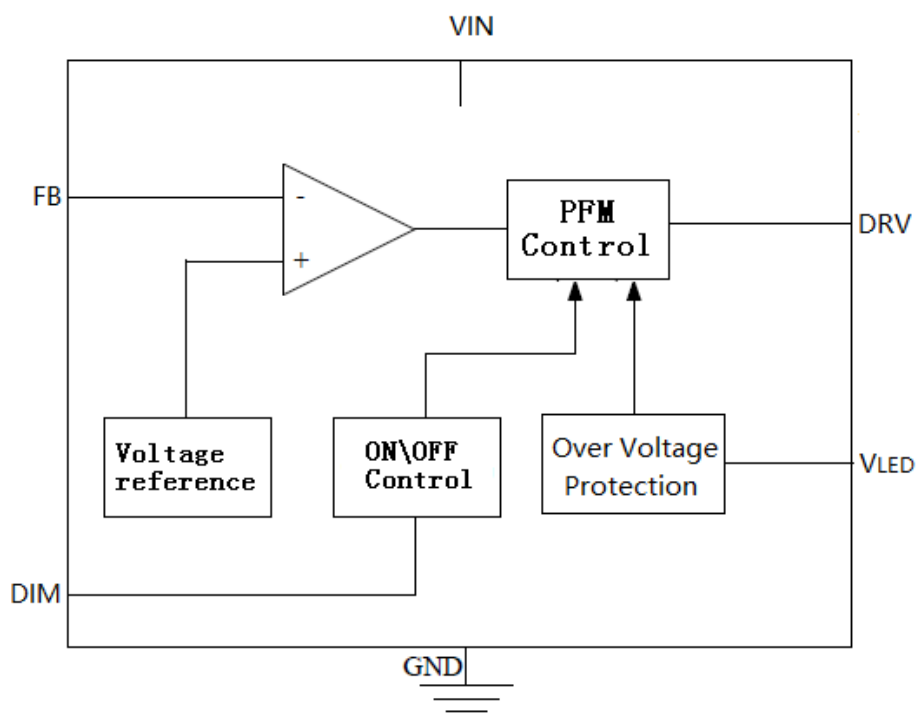 VIN
FB
-
+
PFM
Control
DRV
Voltage
reference
ON\OFF
Control
Over Voltage
Protection
VLED
DIM
GND